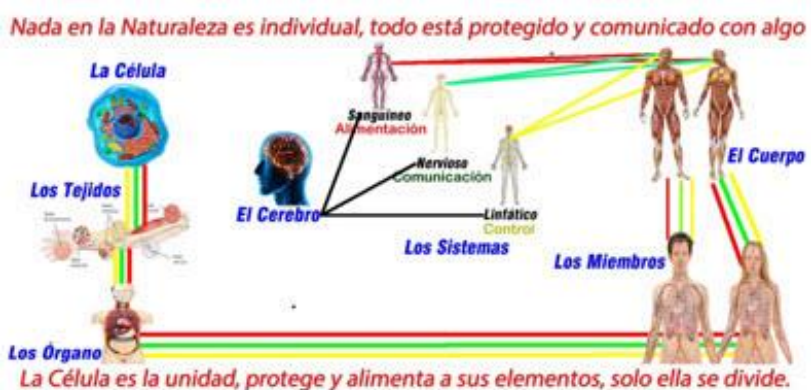 Nada en la Naturaleza es individual, todo está protegido y comunicado con algo
La Célula
Sanguíneo
Alimentación
Nervioso
Comunicación
El Cuerpo
Los Tejidos
El Cerebro
Linfático
Control
Los Sistemas
Los Miembros
Los Órgano
La Célula es la unidad, protege y alimenta a sus elementos, solo ella se divide.